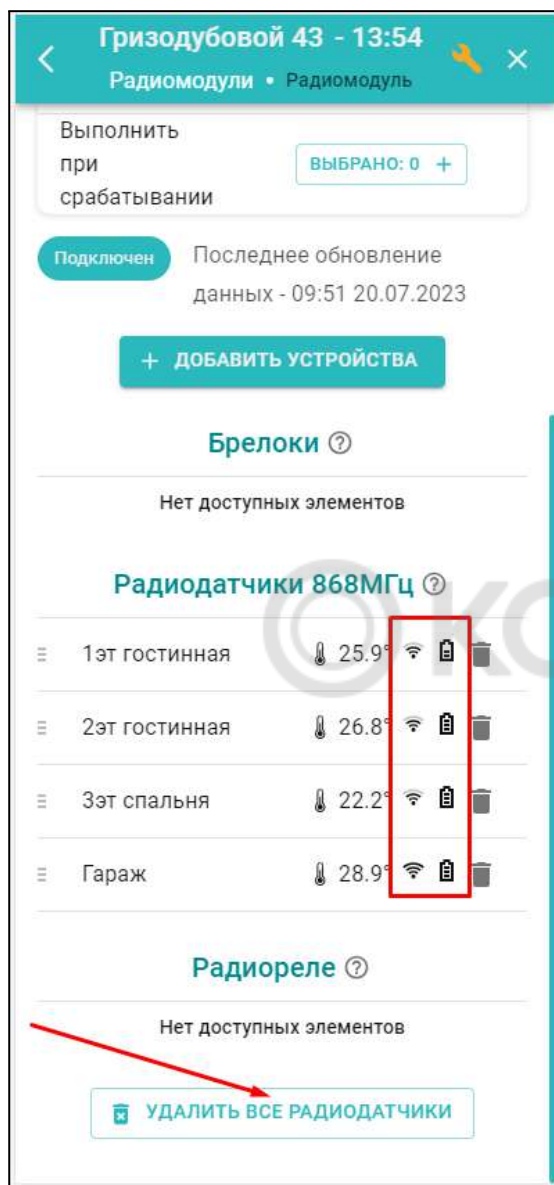 Гризодубовой 43 - 13:54
Радиомодули • Радиомодуль
Выполнить
при
срабатывании
ВЫБРАНО: 0 +
Подключен
Последнее обновление
данных - 09:51 20.07.2023
+ ДОБАВИТЬ УСТРОЙСТВА
Брелоки
Нет доступных элементов
Радиодатчики 868МГц
1эт гостинная 25.9°
2эт гостинная 26.8°
3эт спальня 22.2°
Гараж 28.9°
Радиореле
Нет доступных элементов
УДАЛИТЬ ВСЕ РАДИОДАТЧИКИ